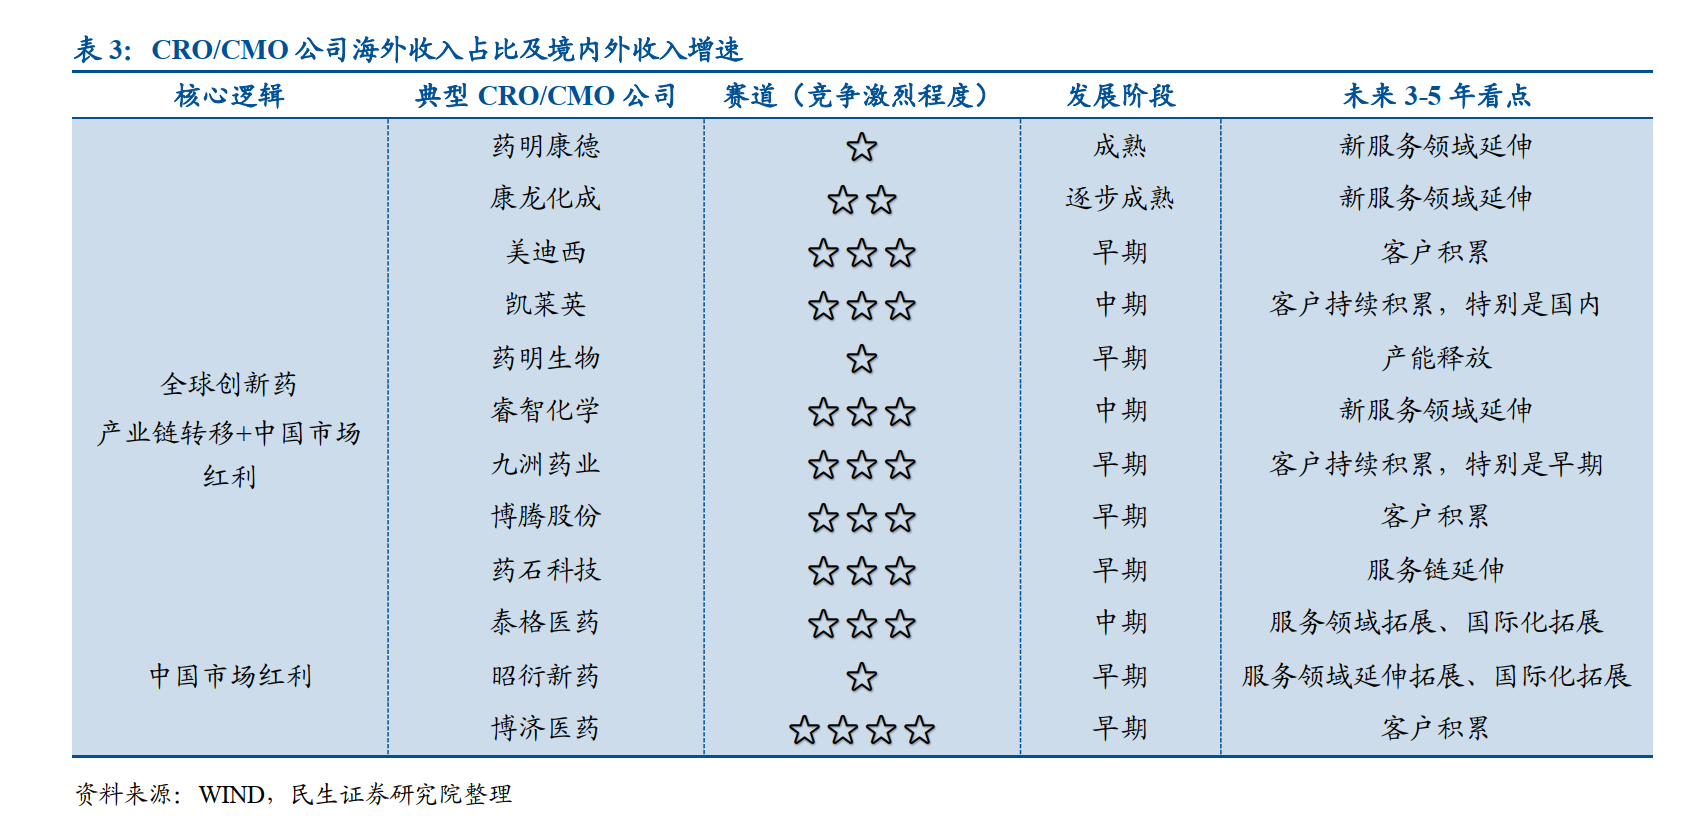 表 3：CRO/CMO 公司海外收入占比及境内外收入增速
核心逻辑 典型 CRO/CMO 公司 赛道（竞争激烈程度） 发展阶段 未来 3-5 年看点
药明康德 ☆ 成熟 新服务领域延伸
康龙化成 ☆☆ 逐步成熟 新服务领域延伸
美迪西 ☆☆☆ 早期 客户积累
凯莱英 ☆☆☆ 中期 客户持续积累，特别是国内
药明生物 ☆ 早期 产能释放
全球创新药
睿智化学 ☆☆☆ 中期 新服务领域延伸
产业链转移+中国市场
九洲药业 ☆☆☆ 早期 客户持续积累，特别是早期
红利
博腾股份 ☆☆☆ 早期 客户积累
药石科技 ☆☆☆ 早期 服务链延伸
泰格医药 ☆☆☆ 中期 服务领域拓展、国际化拓展
中国市场红利 昭衍新药 ☆ 早期 服务领域延伸拓展、国际化拓展
博济医药 ☆☆☆☆ 早期 客户积累
资料来源：WIND，民生证券研究院整理